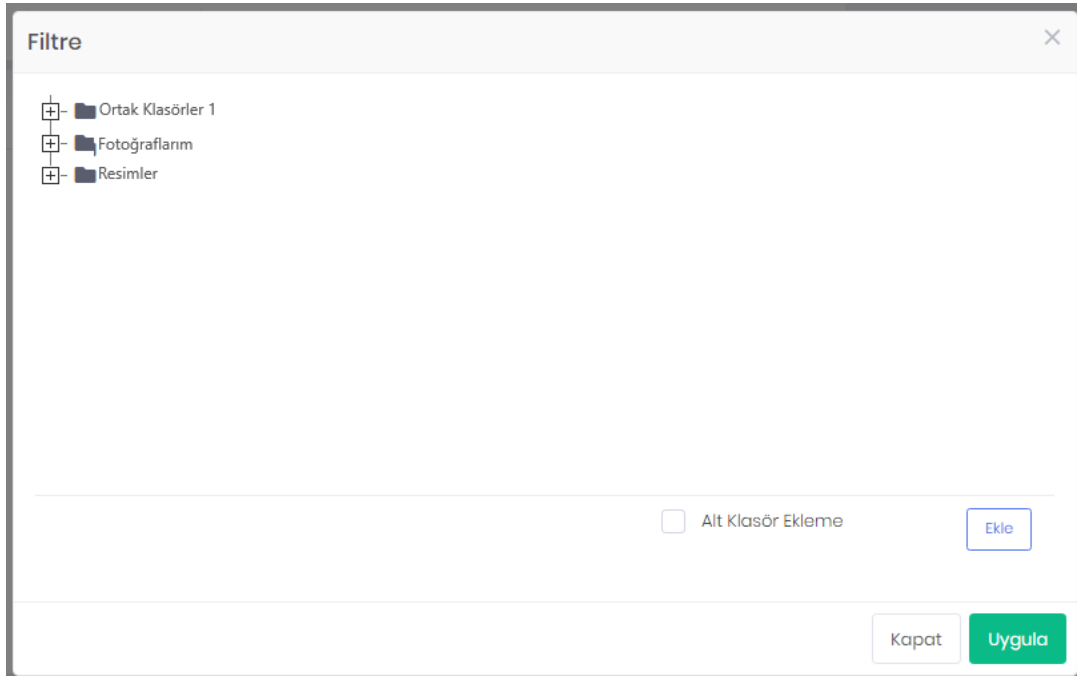 Filtre
Ortak Klasörler 1
Fotoğraflarım
Resimler
Alt Klasör Ekleme
Ekle
Kapat
Uygula